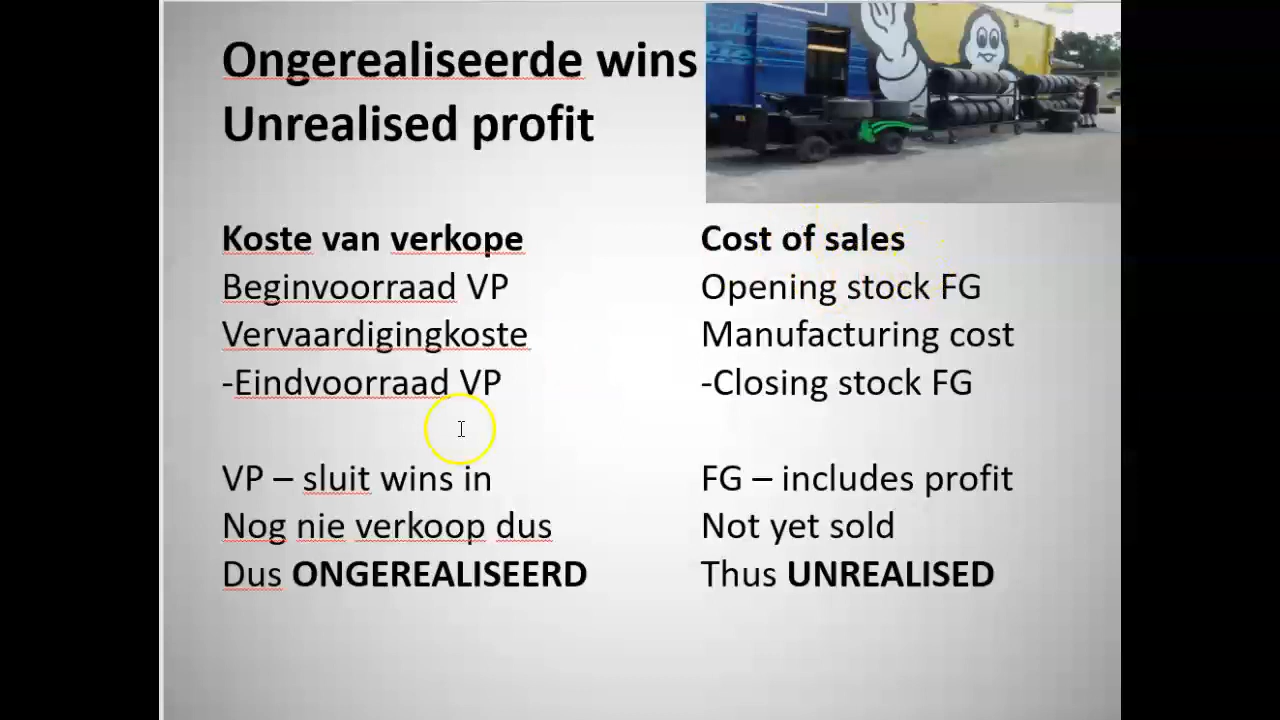 Ongerealiseerde wins
Unrealised profit
Koste van verkope
Beginvoorraad VP
Vervaardigingkoste
-Eindvoorraad VP
VP – sluit wins in
Nog nie verkoop dus
Dus ONGEREALISEERD
Cost of sales
Opening stock FG
Manufacturing cost
-Closing stock FG
FG – includes profit
Not yet sold
Thus UNREALISED